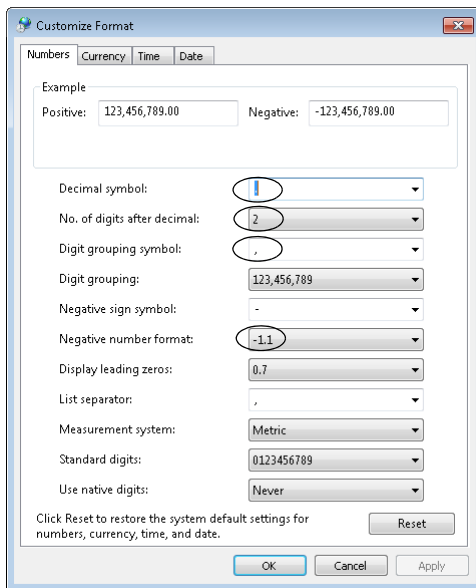 Customize Format
Numbers Currency Time Date
Example
Positive: 123,456,789.00 Negative: -123,456,789.00
Decimal symbol: .
No. of digits after decimal: 2
Digit grouping symbol: ,
Digit grouping: 123,456,789
Negative sign symbol: -
Negative number format: -1.1
Display leading zeros: 0.7
List separator: ,
Measurement system: Metric
Standard digits: 0123456789
Use native digits: Never
Click Reset to restore the system default settings for
numbers, currency, time, and date.
Reset
OK Cancel Apply